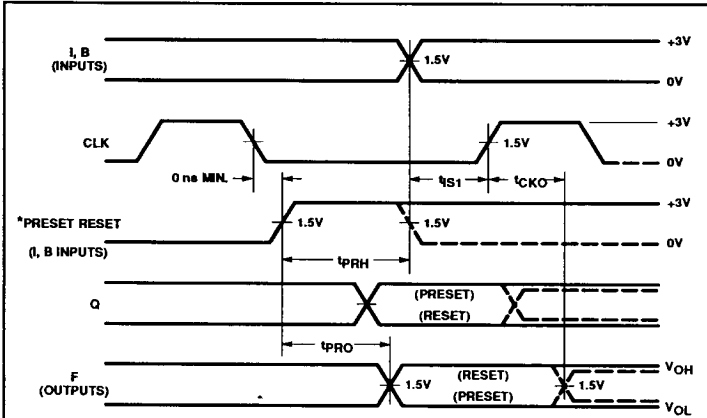 I, B
(INPUTS)
+3V
1.5V
0V
CLK
+3V
1.5V
0V
0 ns MIN.
tIS1
tCKO
*PRESET RESET
(I, B INPUTS)
+3V
1.5V
1.5V
0V
tPRH
Q
(PRESET)
(RESET)
tPRO
F
(OUTPUTS)
VOH
(RESET)
1.5V
1.5V
(PRESET)
VOL